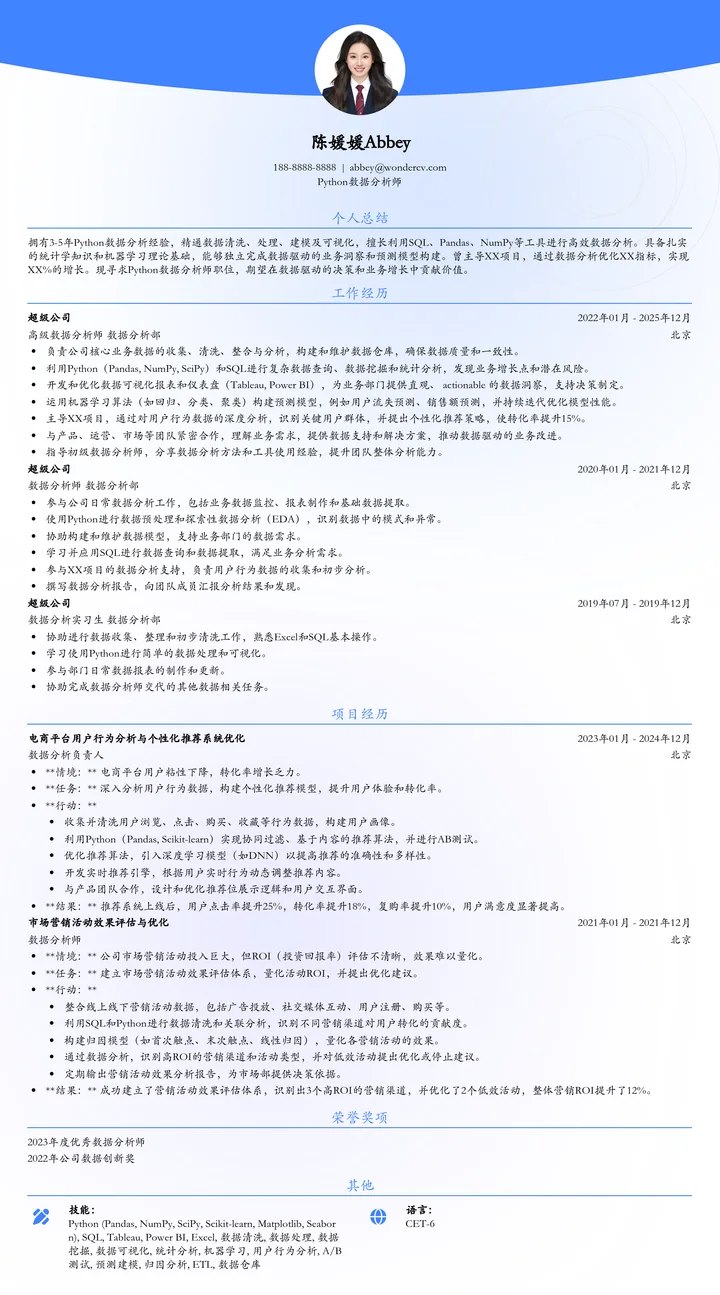 陈媛媛Abbey
188-8888-8888 | abbey@wondercv.com
Python数据分析师
个人总结
拥有3-5年Python数据分析经验，精通数据清洗、处理、建模及可视化，擅长利用SQL、Pandas、NumPy等工具进行高效数据分析。具备扎实
的统计学知识和机器学习理论基础，能够独立完成数据驱动的业务洞察和预测模型构建。曾主导XX项目，通过数据分析优化XX指标，实现
XX%的增长。现寻求Python数据分析师职位，期望在数据驱动的决策和业务增长中贡献价值。
工作经历
超级公司 2022年01月 - 2025年12月
高级数据分析师 数据分析部 北京
• 负责公司核心业务数据的收集、清洗、整合与分析，构建和维护数据仓库，确保数据质量和一致性。
• 利用Python（Pandas, NumPy, SciPy）和SQL进行复杂数据查询、数据挖掘和统计分析，发现业务增长点和潜在风险。
• 开发和优化数据可视化报表和仪表盘（Tableau, Power BI），为业务部门提供直观、 actionable 的数据洞察，支持决策制定。
• 运用机器学习算法（如回归、分类、聚类）构建预测模型，例如用户流失预测、销售额预测，并持续迭代优化模型性能。
• 主导XX项目，通过对用户行为数据的深度分析，识别关键用户群体，并提出个性化推荐策略，使转化率提升15%。
• 与产品、运营、市场等团队紧密合作，理解业务需求，提供数据支持和解决方案，推动数据驱动的业务改进。
• 指导初级数据分析师，分享数据分析方法和工具使用经验，提升团队整体分析能力。
超级公司 2020年01月 - 2021年12月
数据分析师 数据分析部 北京
• 参与公司日常数据分析工作，包括业务数据监控、报表制作和基础数据提取。
• 使用Python进行数据预处理和探索性数据分析（EDA），识别数据中的模式和异常。
• 协助构建和维护数据模型，支持业务部门的数据需求。
• 学习并应用SQL进行数据查询和数据提取，满足业务分析需求。
• 参与XX项目的数据分析支持，负责用户行为数据的收集和初步分析。
• 撰写数据分析报告，向团队成员汇报分析结果和发现。
超级公司 2019年07月 - 2019年12月
数据分析实习生 数据分析部 北京
• 协助进行数据收集、整理和初步清洗工作，熟悉Excel和SQL基本操作。
• 学习使用Python进行简单的数据处理和可视化。
• 参与部门日常数据报表的制作和更新。
• 协助完成数据分析师交代的其他数据相关任务。
项目经历
电商平台用户行为分析与个性化推荐系统优化 2023年01月 - 2024年12月
数据分析负责人 北京
• **情境：** 电商平台用户粘性下降，转化率增长乏力。
• **任务：** 深入分析用户行为数据，构建个性化推荐模型，提升用户体验和转化率。
• **行动：**
• 收集并清洗用户浏览、点击、购买、收藏等行为数据，构建用户画像。
• 利用Python（Pandas, Scikit-learn）实现协同过滤、基于内容的推荐算法，并进行AB测试。
• 优化推荐算法，引入深度学习模型（如DNN）以提高推荐的准确性和多样性。
• 开发实时推荐引擎，根据用户实时行为动态调整推荐内容。
• 与产品团队合作，设计和优化推荐位展示逻辑和用户交互界面。
• **结果：** 推荐系统上线后，用户点击率提升25%，转化率提升18%，复购率提升10%，用户满意度显著提高。
市场营销活动效果评估与优化 2021年01月 - 2021年12月
数据分析师 北京
• **情境：** 公司市场营销活动投入巨大，但ROI（投资回报率）评估不清晰，效果难以量化。
• **任务：** 建立市场营销活动效果评估体系，量化活动ROI，并提出优化建议。
• **行动：**
• 整合线上线下营销活动数据，包括广告投放、社交媒体互动、用户注册、购买等。
• 利用SQL和Python进行数据清洗和关联分析，识别不同营销渠道对用户转化的贡献度。
• 构建归因模型（如首次触点、末次触点、线性归因），量化各营销活动的效果。
• 通过数据分析，识别高ROI的营销渠道和活动类型，并对低效活动提出优化或停止建议。
• 定期输出营销活动效果分析报告，为市场部提供决策依据。
• **结果：** 成功建立了营销活动效果评估体系，识别出3个高ROI的营销渠道，并优化了2个低效活动，整体营销ROI提升了12%。
荣誉奖项
2023年度优秀数据分析师
2022年公司数据创新奖
其他
技能：
Python (Pandas, NumPy, SciPy, Scikit-learn, Matplotlib, Seabor
n), SQL, Tableau, Power BI, Excel, 数据清洗, 数据处理, 数据
挖掘, 数据可视化, 统计分析, 机器学习, 用户行为分析, A/B
测试, 预测建模, 归因分析, ETL, 数据仓库
语言：
CET-6